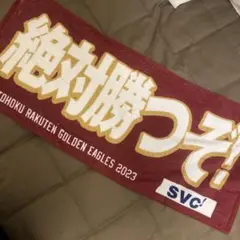 絶対勝つぞ!
TOHOKU RAKUTEN GOLDEN EAGLES 2023
SVC